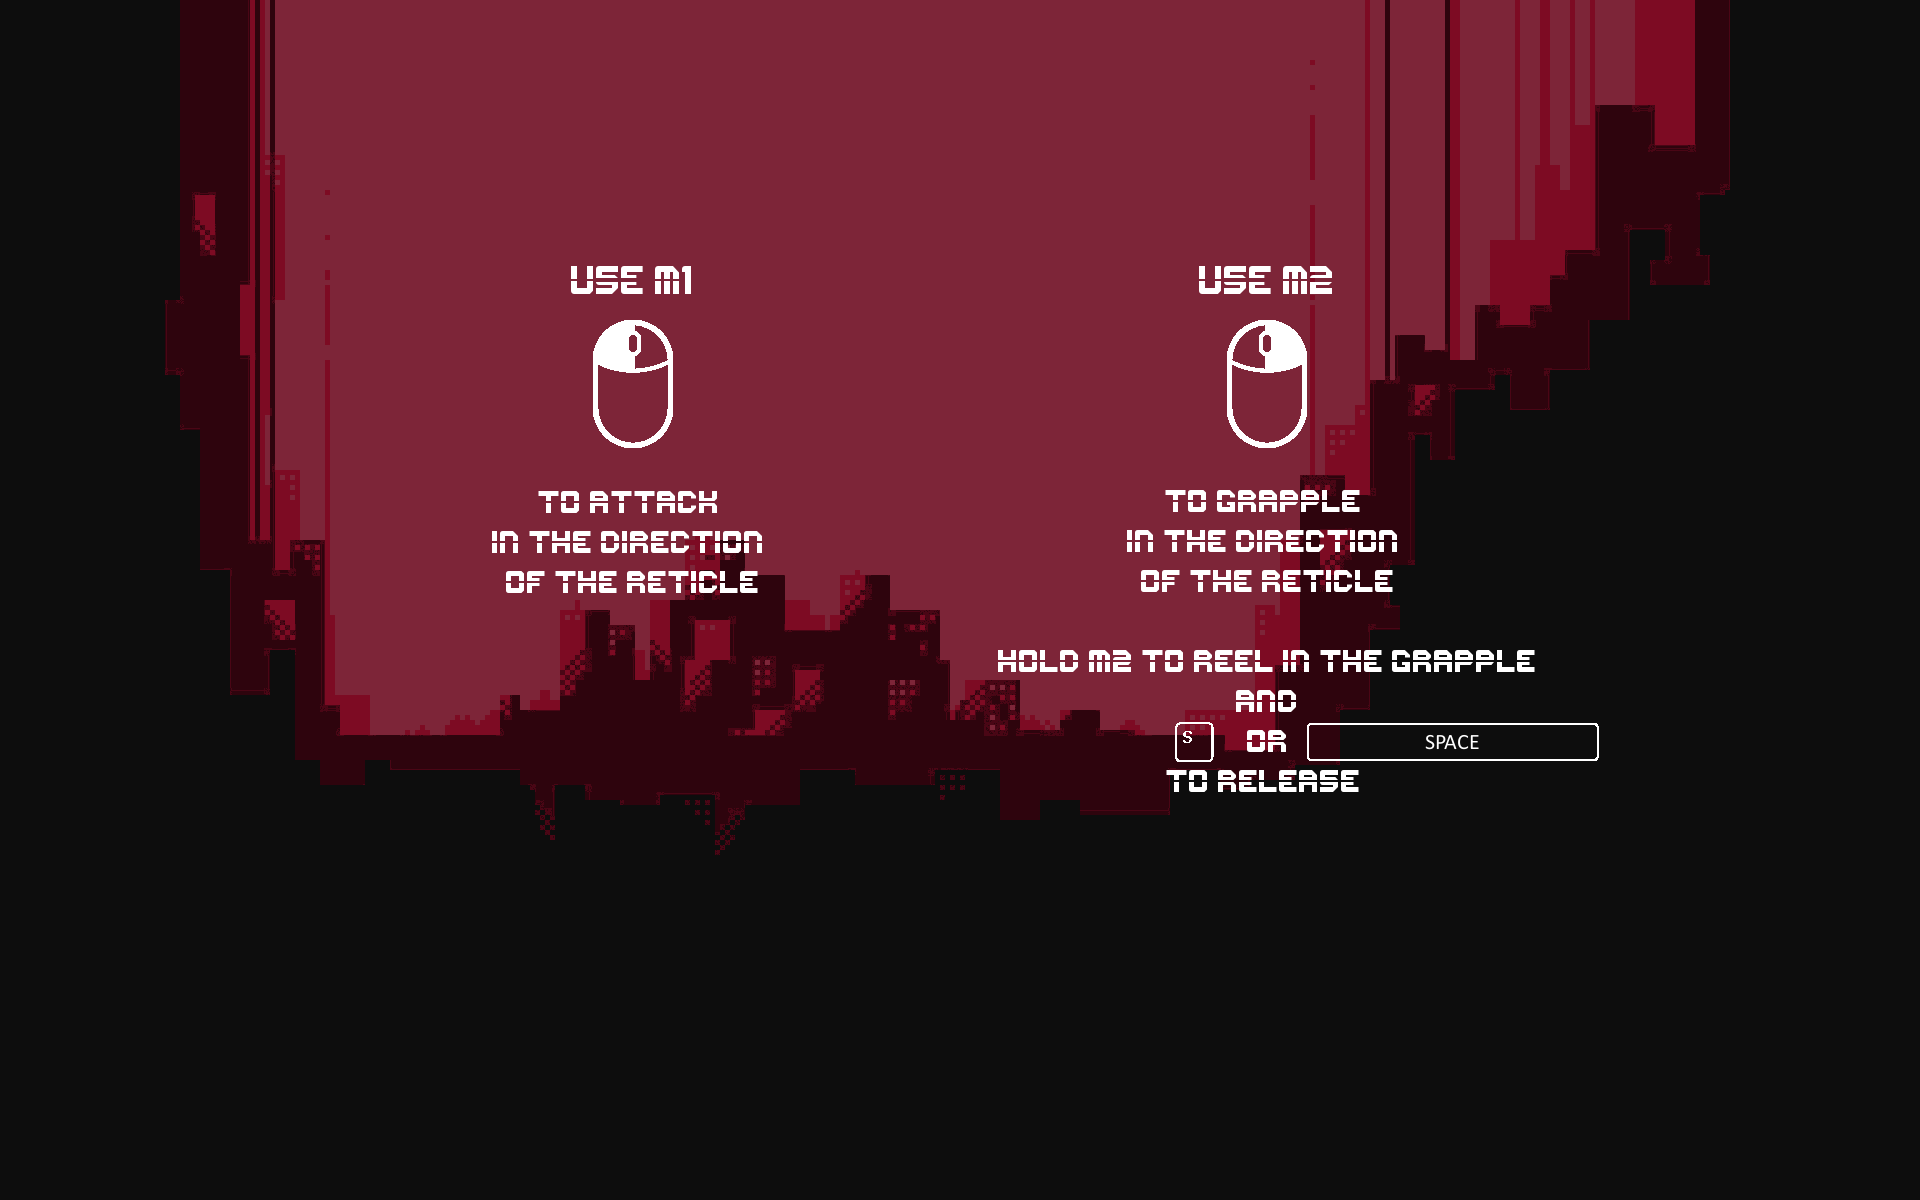 USE M1
TO ATTACK
IN THE DIRECTION
OF THE RETICLE
USE M2
TO GRAPPLE
IN THE DIRECTION
OF THE RETICLE
HOLD M2 TO REEL IN THE GRAPPLE
AND
S OR SPACE
TO RELEASE